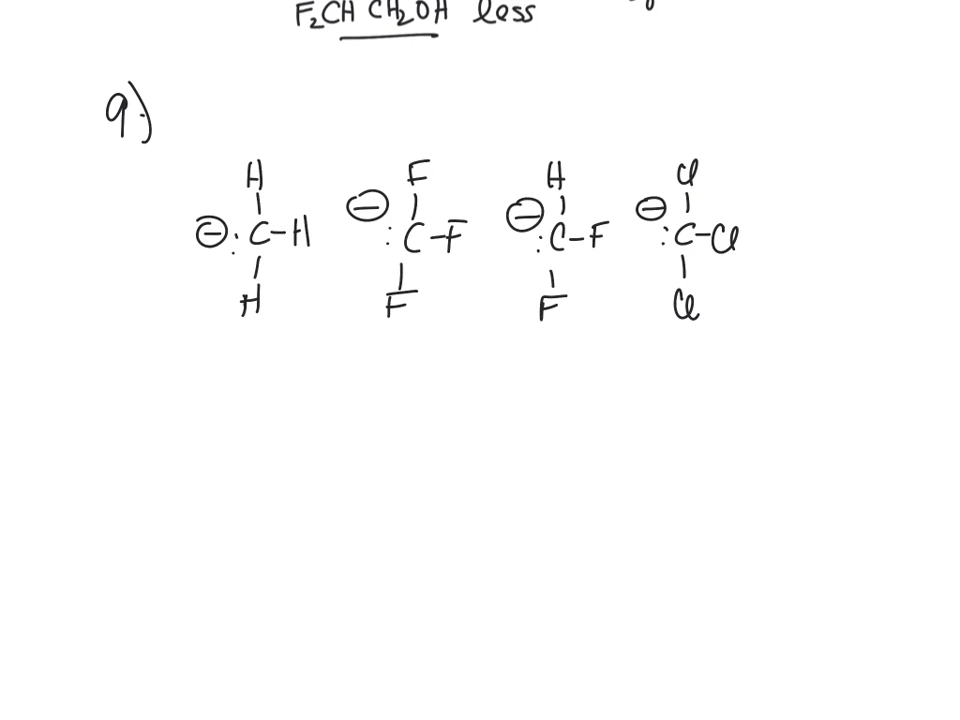 F₂CH CH₂OH less
9)
H F H Cl
⊖: C-H ⊖: C-F ⊖: C-F ⊖: C-Cl
H F F Cl